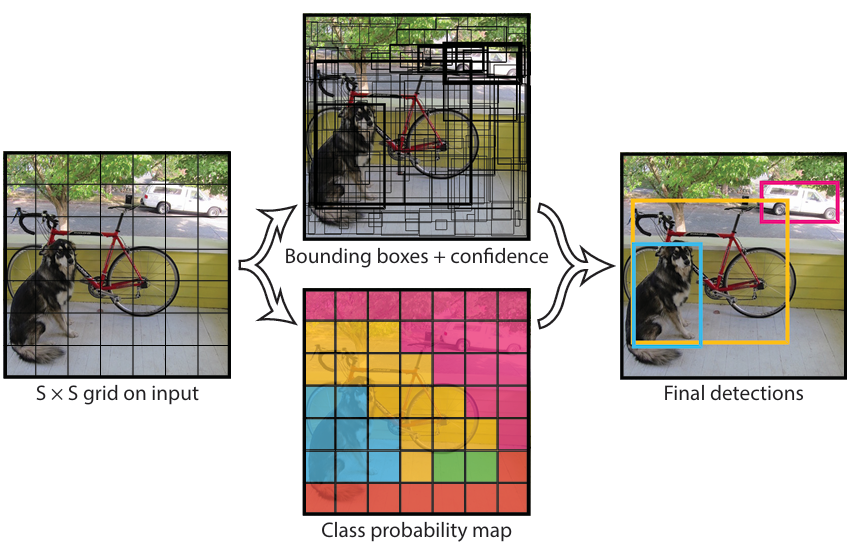 S × S grid on input
Bounding boxes + confidence
Class probability map
Final detections